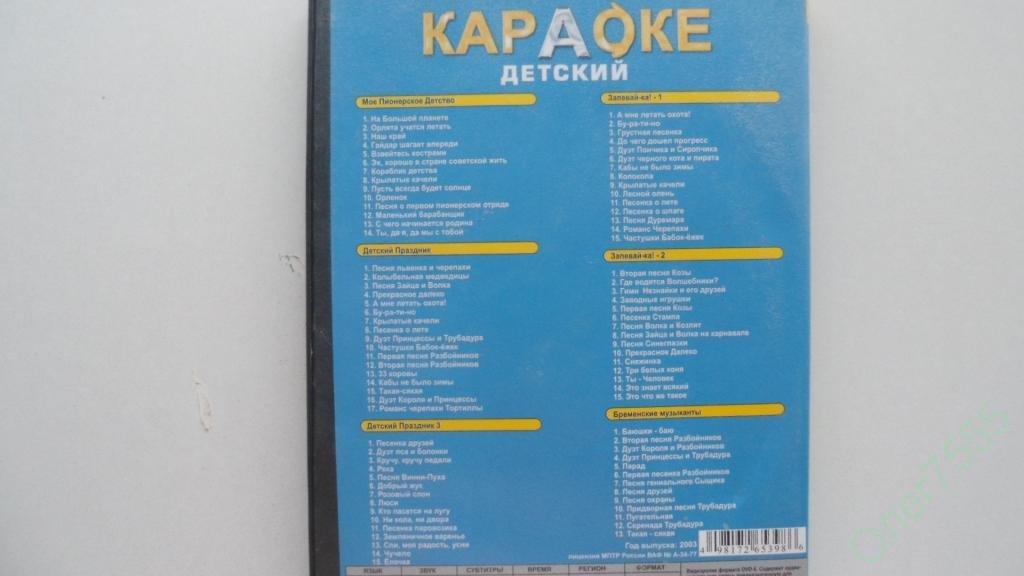 КАРАОКЕ
ДЕТСКИЙ
Мое Пионерское Детство
1. На Большой планете
2. Орлята учатся летать
3. Наш край
4. Гайдар шагает впереди
5. Взвейтесь кострами
6. Эх, хорошо в стране советской жить
7. Кораблик детства
8. Крылатые качели
9. Пусть всегда будет солнце
10. Орленок
11. Песня о первом пионерском отряде
12. Маленький барабанщик
13. С чего начинается родина
14. Ты, да я, да мы с тобой
Детский Праздник
1. Песня львенка и черепахи
2. Колыбельная медведицы
3. Песня Зайца и Волка
4. Прекрасное далеко
5. А мне летать охота!
6. Бу-ра-ти-но
7. Крылатые качели
8. Песенка о лете
9. Дуэт Принцессы и Трубадура
10. Частушки Бабок-ёжек
11. Первая песня Разбойников
12. Вторая песня Разбойников
13. 33 коровы
14. Кабы не было зимы
15. Такая-сякая
16. Дуэт Короля и Принцессы
17. Романс черепахи Тортиллы
Детский Праздник 3
1. Песенка друзей
2. Дуэт пса и болонки
3. Кручу, кручу педали
4. Река
5. Песня Винни-Пуха
6. Добрый жук
7. Розовый слон
8. Люси
9. Кто пасется на лугу
10. Ни кола, ни двора
11. Песенка паровозика
12. Земляничное варенье
13. Спи, моя радость, усни
14. Чучело
15. Ёлочка
Запевай-ка! - 1
1. А мне летать охота!
2. Бу-ра-ти-но
3. Грустная песенка
4. До чего дошел прогресс
5. Дуэт Пончика и Сиропчика
6. Дуэт черного кота и пирата
7. Кабы не было зимы
8. Колокола
9. Крылатые качели
10. Лесной олень
11. Песенка о лете
12. Песенка о шпаге
13. Песня Дуремара
14. Романс Черепахи
15. Частушки Бабок-ёжек
Запевай-ка! - 2
1. Вторая песня Козы
2. Где водятся Волшебники?
3. Гимн Незнайки и его друзей
4. Заводные игрушки
5. Первая песня Козы
6. Песенка Стампа
7. Песня Волка и Козлят
8. Песня Зайца и Волка на карнавале
9. Песня Синеглазки
10. Прекрасное Далеко
11. Снежинка
12. Три белых коня
13. Ты - Человек
14. Это знает всякий
15. Это что же такое
Бременские музыканты
1. Баюшки - баю
2. Вторая песня Разбойников
3. Дуэт Короля и Разбойников
4. Дуэт Принцессы и Трубадура
5. Парад
6. Первая песенка Разбойников
7. Песня гениального Сыщика
8. Песня друзей
9. Песня охраны
10. Придворная песня Трубадура
11. Пугательная
12. Серенада Трубадура
13. Такая - сякая
Год выпуска: 2003
лицензия МПТР России ВАФ № А-34-77
4 98172 65398 6
ЯЗЫК ЗВУК СУБТИТРЫ ВРЕМЯ РЕГИОН ФОРМАТ